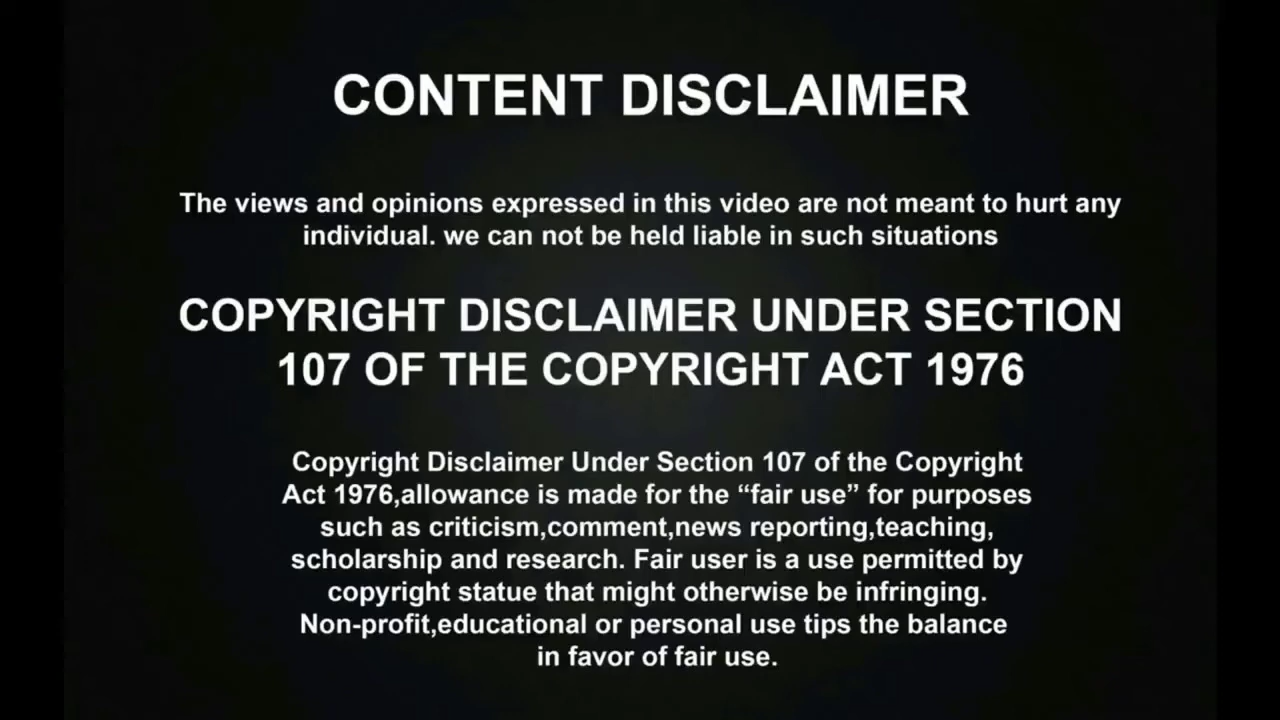 CONTENT DISCLAIMER
The views and opinions expressed in this video are not meant to hurt any
individual. we can not be held liable in such situations
COPYRIGHT DISCLAIMER UNDER SECTION
107 OF THE COPYRIGHT ACT 1976
Copyright Disclaimer Under Section 107 of the Copyright
Act 1976,allowance is made for the “fair use” for purposes
such as criticism,comment,news reporting,teaching,
scholarship and research. Fair user is a use permitted by
copyright statue that might otherwise be infringing.
Non-profit,educational or personal use tips the balance
in favor of fair use.